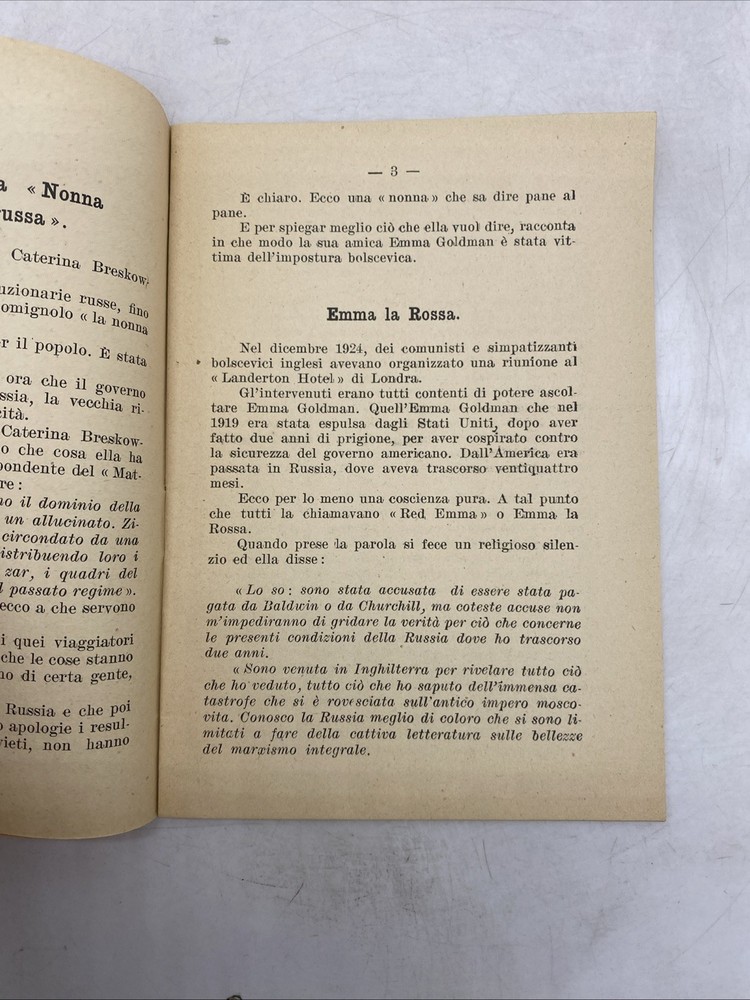 a « Nonna
ussa ».
Caterina Breskow?
uzionarie russe, fino
omignolo « la nonna
r il popolo. È stata
ora che il governo
ssia, la vecchia ri-
cità.
Caterina Breskow-
o che cosa ella ha
pondente del « Mat-
re :
no il dominio della
un allucinato. Zi-
circondato da una
istribuendo loro i
zar, i quadri del
l passato regime ».
ecco a che servono
i quei viaggiatori
che le cose stanno
no di certa gente,
Russia e che poi
o apologie i resul-
vieti, non hanno
— 3 —
È chiaro. Ecco una « nonna » che sa dire pane al
pane.
E per spiegar meglio ciò che ella vuol dire, racconta
in che modo la sua amica Emma Goldman è stata vit-
tima dell'impostura bolscevica.
Emma la Rossa.
Nel dicembre 1924, dei comunisti e simpatizzanti
bolscevici inglesi avevano organizzato una riunione al
« Landerton Hotel » di Londra.
Gl'intervenuti erano tutti contenti di potere ascol-
tare Emma Goldman. Quell'Emma Goldman che nel
1919 era stata espulsa dagli Stati Uniti, dopo aver
fatto due anni di prigione, per aver cospirato contro
la sicurezza del governo americano. Dall'America era
passata in Russia, dove aveva trascorso ventiquattro
mesi.
Ecco per lo meno una coscienza pura. A tal punto
che tutti la chiamavano « Red Emma » o Emma la
Rossa.
Quando prese la parola si fece un religioso silen-
zio ed ella disse :
« Lo so : sono stata accusata di essere stata pa-
gata da Baldwin o da Churchill, ma coteste accuse non
m'impediranno di gridare la verità per ciò che concerne
le presenti condizioni della Russia dove ho trascorso
due anni.
« Sono venuta in Inghilterra per rivelare tutto ciò
che ho veduto, tutto ciò che ho saputo dell'immensa ca-
tastrofe che si è rovesciata sull'antico impero mosco-
vita. Conosco la Russia meglio di coloro che si sono li-
mitati a fare della cattiva letteratura sulle bellezze
del marxismo integrale.